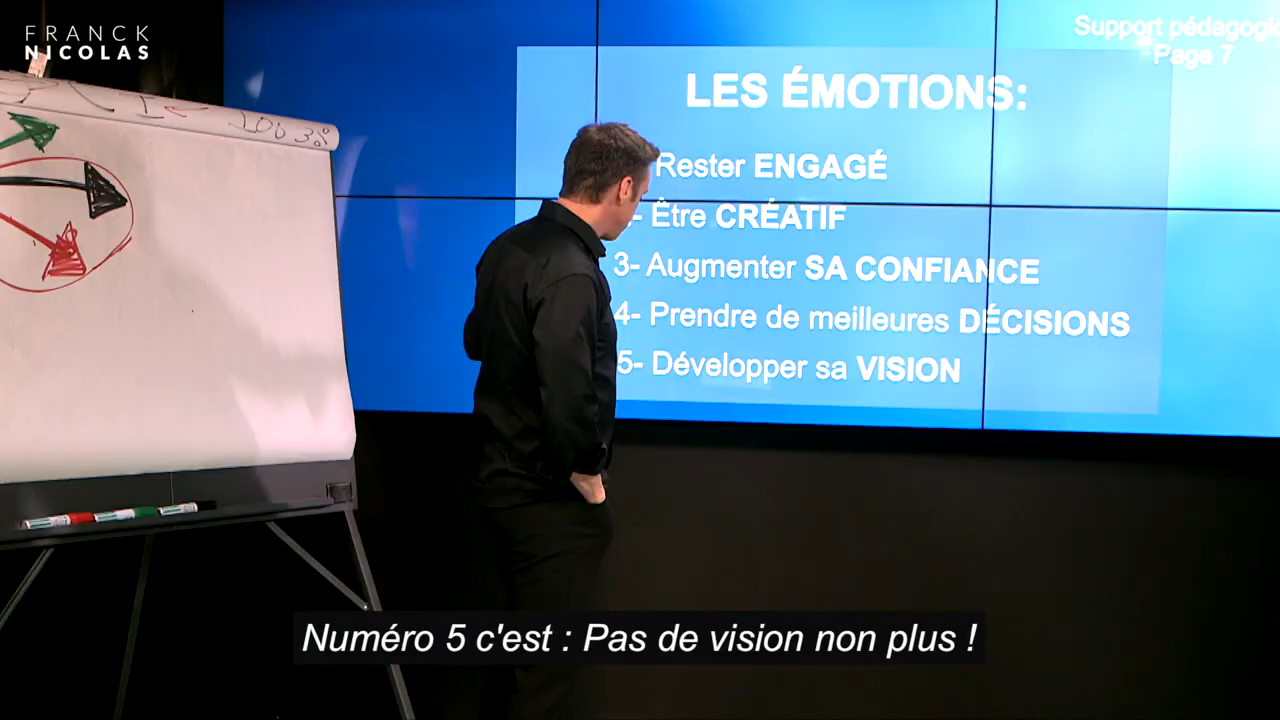 FRANCK
NICOLAS
Support pédagogi
Page 7
LES ÉMOTIONS:
Rester ENGAGÉ
- Être CRÉATIF
3- Augmenter SA CONFIANCE
4- Prendre de meilleures DÉCISIONS
5- Développer sa VISION
Numéro 5 c'est : Pas de vision non plus !